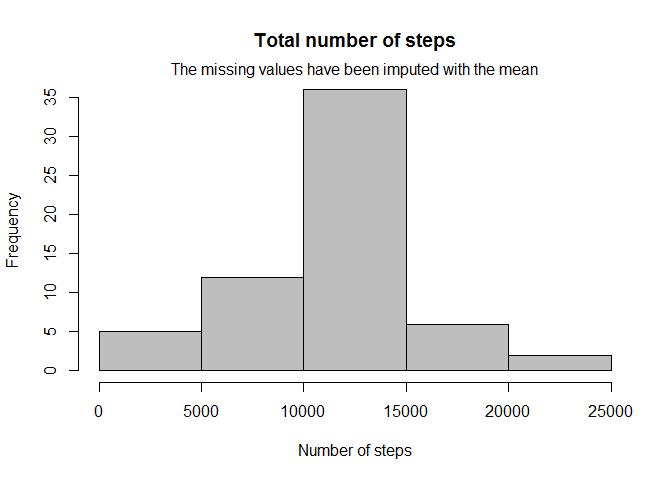 Total number of steps
The missing values have been imputed with the mean
Frequency
35
30
25
20
15
10
5
0
0 5000 10000 15000 20000 25000
Number of steps